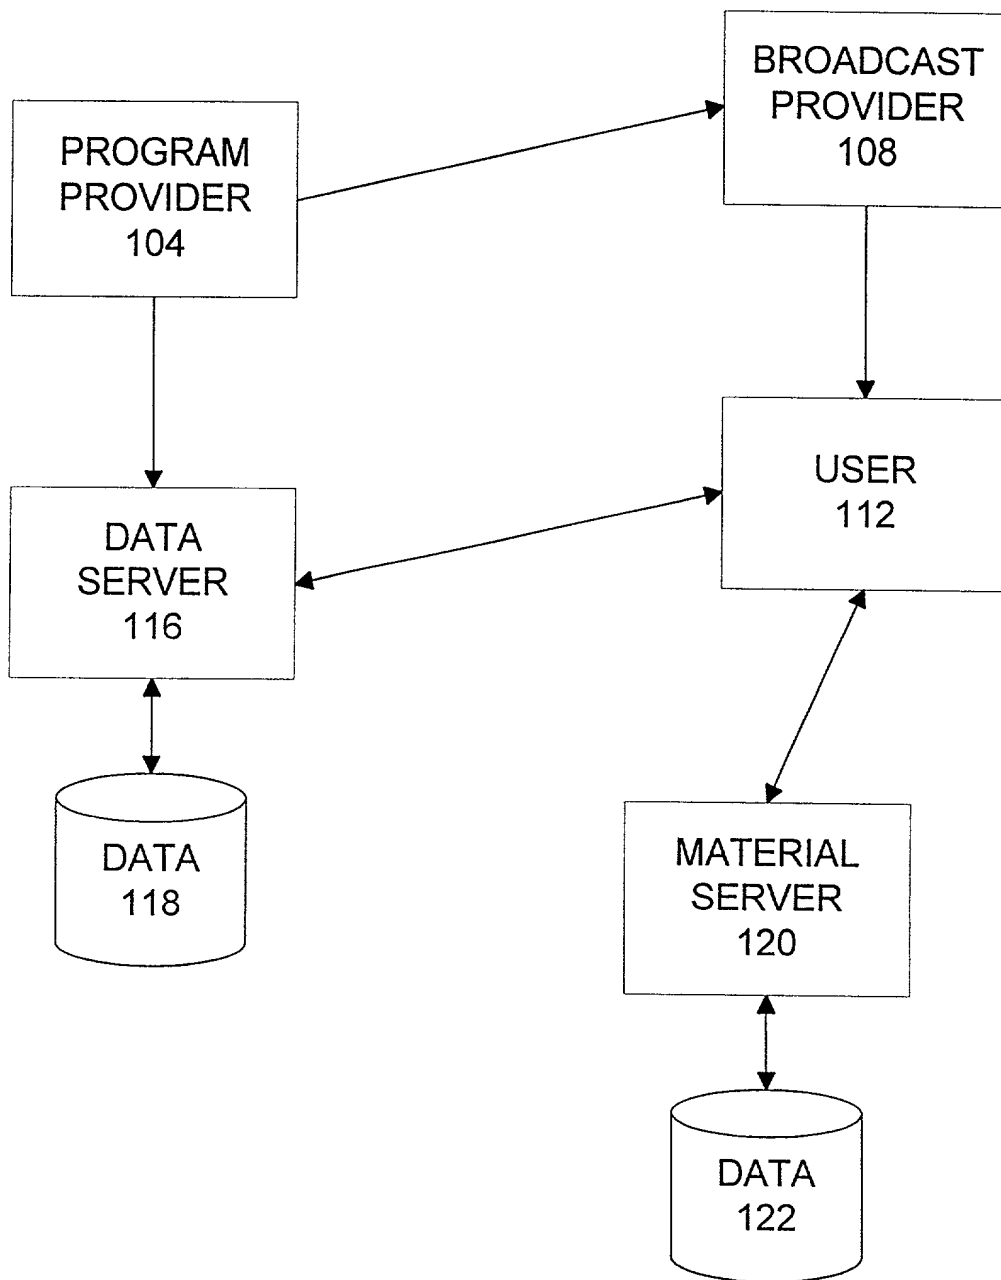 BROADCAST
PROVIDER
108
PROGRAM
PROVIDER
104
USER
112
DATA
SERVER
116
DATA
118
MATERIAL
SERVER
120
DATA
122